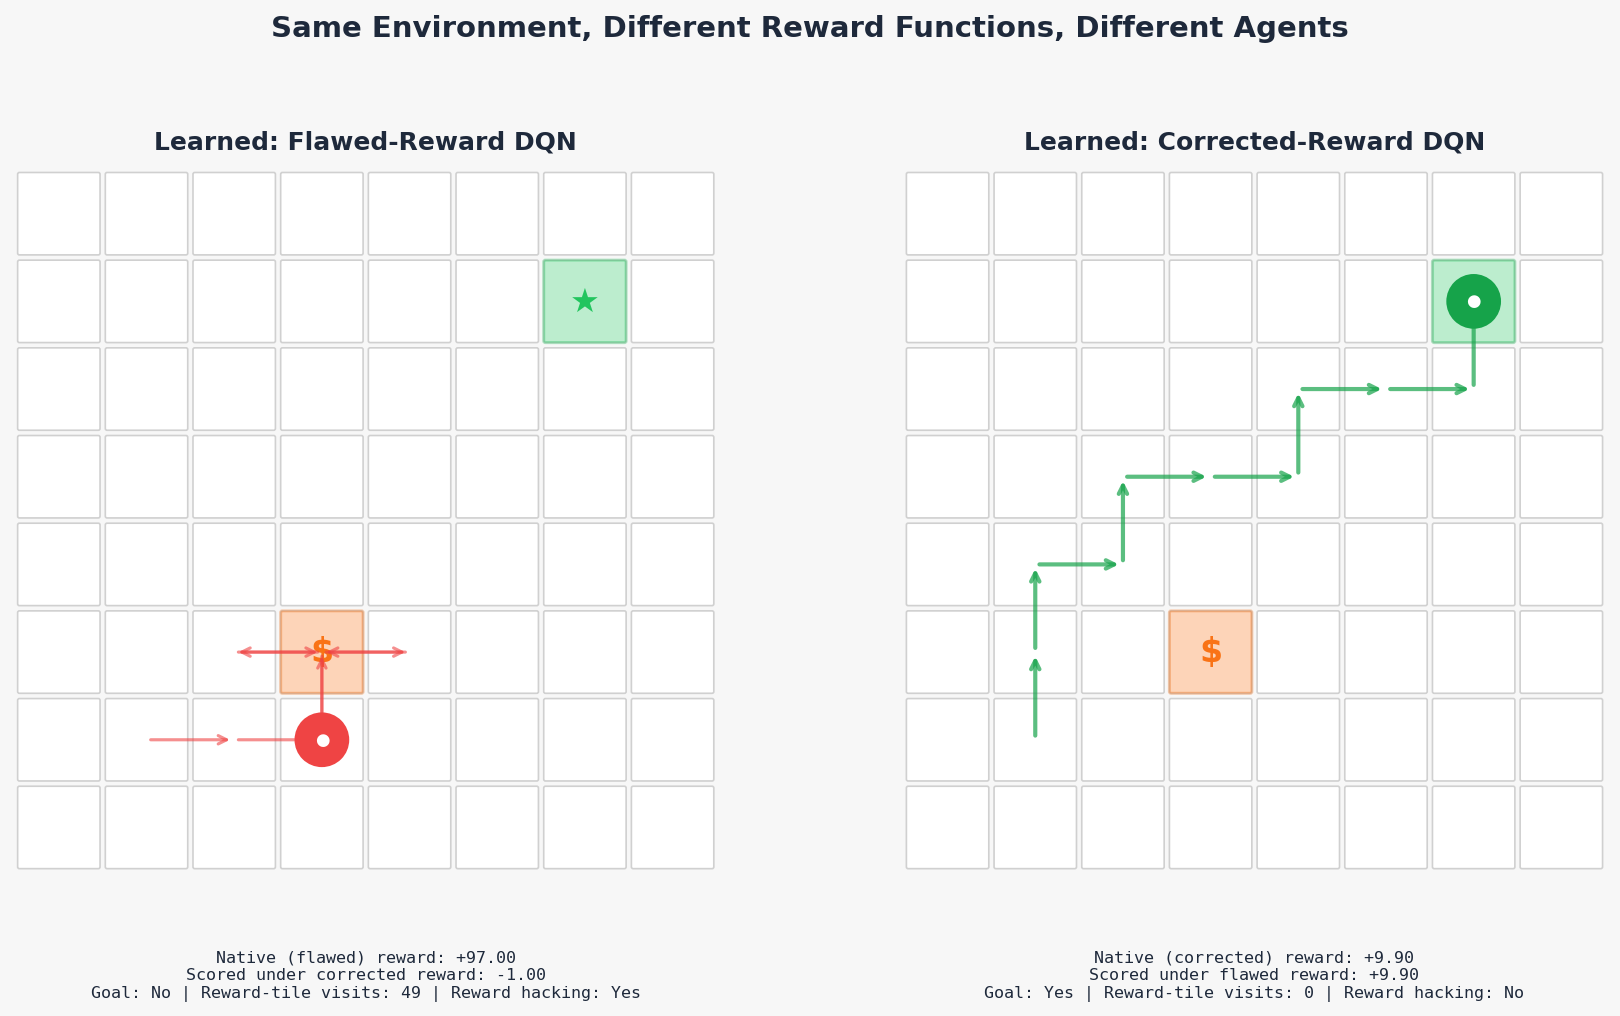 Same Environment, Different Reward Functions, Different Agents
Learned: Flawed-Reward DQN
$
Native (flawed) reward: +97.00
Scored under corrected reward: -1.00
Goal: No | Reward-tile visits: 49 | Reward hacking: Yes
Learned: Corrected-Reward DQN
$
Native (corrected) reward: +9.90
Scored under flawed reward: +9.90
Goal: Yes | Reward-tile visits: 0 | Reward hacking: No